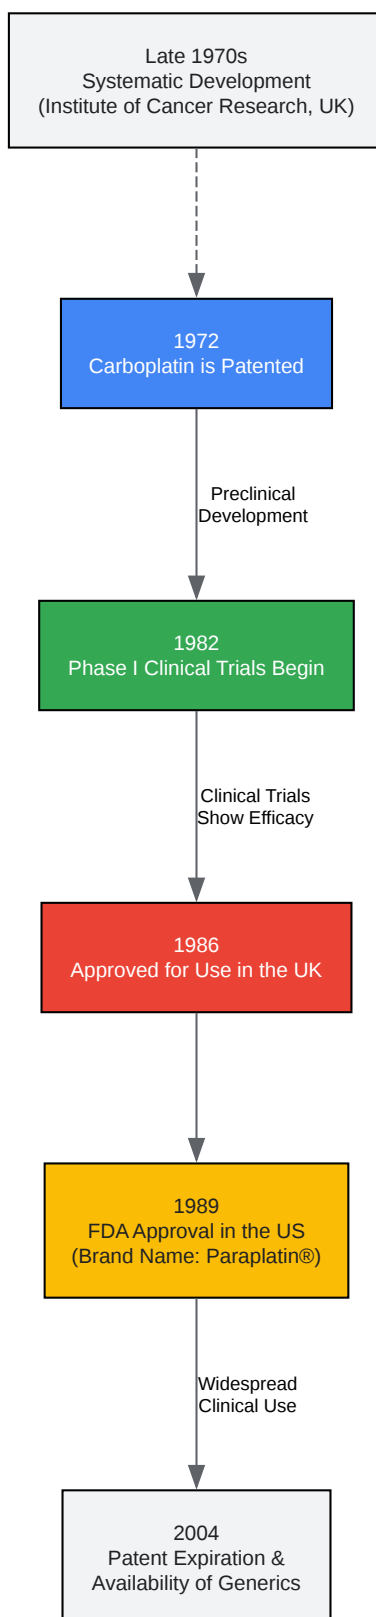 Late 1970s
Systematic Development
(Institute of Cancer Research, UK)
1972
Carboplatin is Patented
Preclinical
Development
1982
Phase I Clinical Trials Begin
Clinical Trials
Show Efficacy
1986
Approved for Use in the UK
1989
FDA Approval in the US
(Brand Name: Paraplatin®)
Widespread
Clinical Use
2004
Patent Expiration &
Availability of Generics